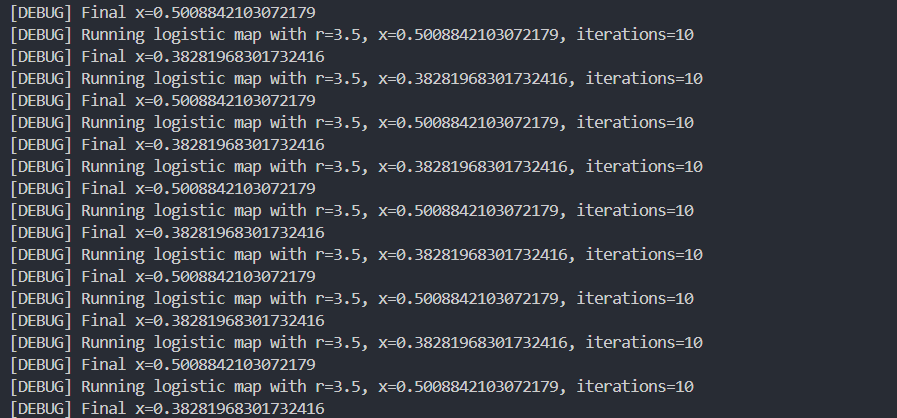 [DEBUG] Final x=0.5008842103072179
[DEBUG] Running logistic map with r=3.5, x=0.5008842103072179, iterations=10
[DEBUG] Final x=0.38281968301732416
[DEBUG] Running logistic map with r=3.5, x=0.38281968301732416, iterations=10
[DEBUG] Final x=0.5008842103072179
[DEBUG] Running logistic map with r=3.5, x=0.5008842103072179, iterations=10
[DEBUG] Final x=0.38281968301732416
[DEBUG] Running logistic map with r=3.5, x=0.38281968301732416, iterations=10
[DEBUG] Final x=0.5008842103072179
[DEBUG] Running logistic map with r=3.5, x=0.5008842103072179, iterations=10
[DEBUG] Final x=0.38281968301732416
[DEBUG] Running logistic map with r=3.5, x=0.38281968301732416, iterations=10
[DEBUG] Final x=0.5008842103072179
[DEBUG] Running logistic map with r=3.5, x=0.5008842103072179, iterations=10
[DEBUG] Final x=0.38281968301732416
[DEBUG] Running logistic map with r=3.5, x=0.38281968301732416, iterations=10
[DEBUG] Final x=0.5008842103072179
[DEBUG] Running logistic map with r=3.5, x=0.5008842103072179, iterations=10
[DEBUG] Final x=0.38281968301732416